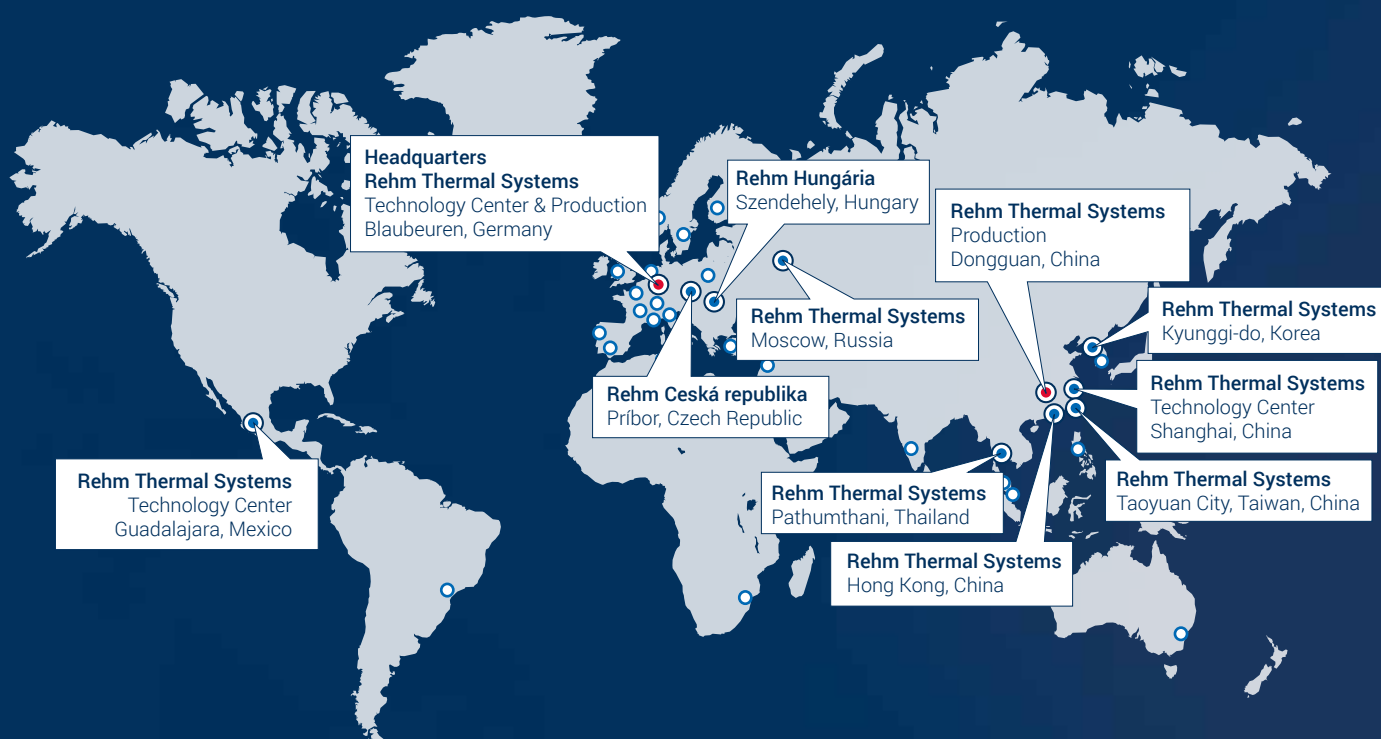 Headquarters
Rehm Thermal Systems
Technology Center & Production
Blaubeuren, Germany
Rehm Hungária
Szendehely, Hungary
Rehm Thermal Systems
Production
Dongguan, China
Rehm Thermal Systems
Moscow, Russia
Rehm Thermal Systems
Kyunggi-do, Korea
Rehm Ceská republika
Príbor, Czech Republic
Rehm Thermal Systems
Technology Center
Shanghai, China
Rehm Thermal Systems
Technology Center
Guadalajara, Mexico
Rehm Thermal Systems
Pathumthani, Thailand
Rehm Thermal Systems
Taoyuan City, Taiwan, China
Rehm Thermal Systems
Hong Kong, China